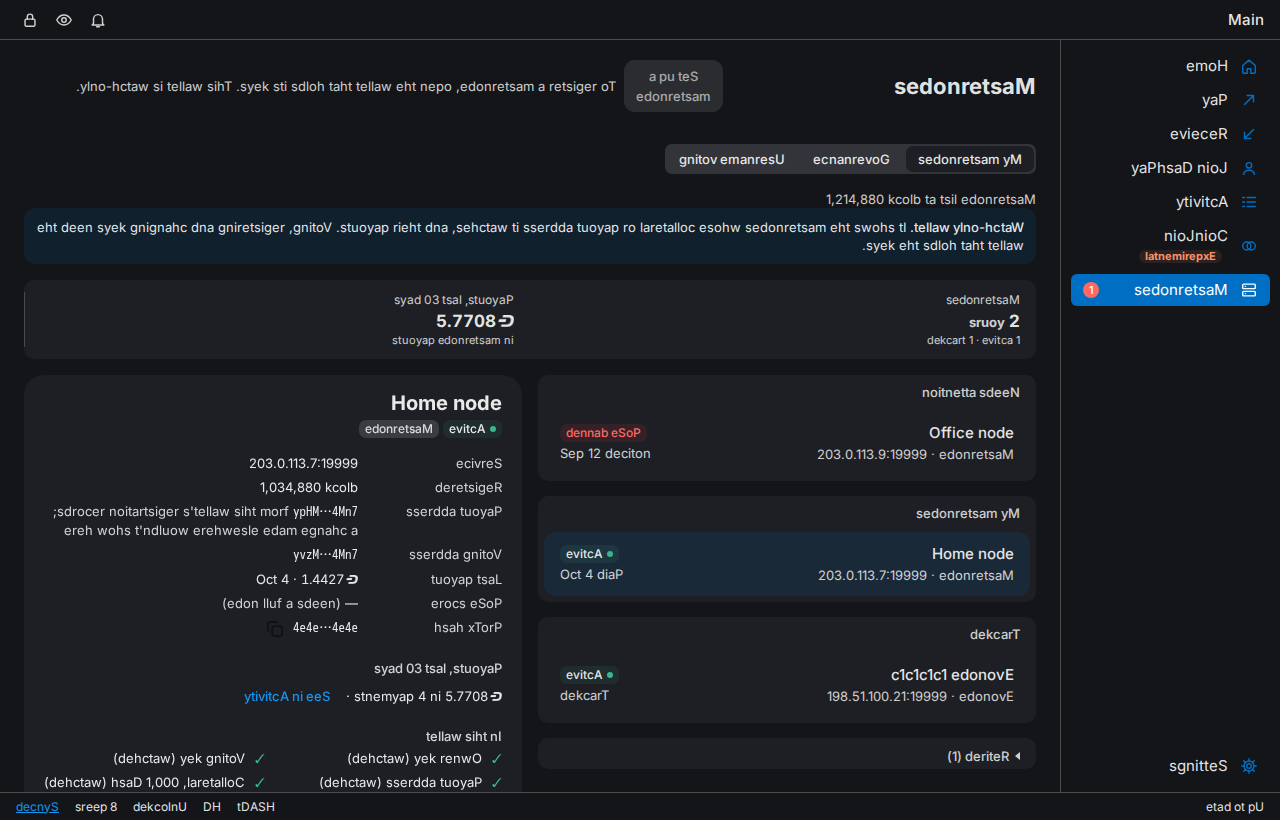 Main
emoH
yaP
evieceR
yaPhsaD nioJ
ytivitcA
nioJnioC
latnemirepxE
sedonretsaM
1
sgnitteS
sedonretsaM
a pu teS
edonretsam
.ylno-hctaw si tellaw sihT .syek sti sdloh taht tellaw eht nepo ,edonretsam a retsiger oT
sedonretsam yM
ecnanrevoG
gnitov emanresU
1,214,880 kcolb ta tsil edonretsaM
eht deen syek gnignahc dna gniretsiger ,gnitoV .stuoyap rieht dna ,sehctaw ti sserdda tuoyap ro laretalloc esohw sedonretsam eht swohs tI .tellaw ylno-hctaW
.syek eht sdloh taht tellaw
sedonretsaM
sruoy 2
dekcart 1 · evitca 1
syad 03 tsal ,stuoyaP
5.7708
stuoyap edonretsam ni
noitnetta sdeeN
Office node
dennab eSoP
203.0.113.9:19999 · edonretsaM
Sep 12 deciton
sedonretsam yM
Home node
evitcA
203.0.113.7:19999 · edonretsaM
Oct 4 diaP
dekcarT
c1c1c1c1 edonovE
evitcA
198.51.100.21:19999 · edonovE
dekcarT
(1) deriteR
Home node
edonretsaM
evitcA
ecivreS
203.0.113.7:19999
deretsigeR
1,034,880 kcolb
sserdda tuoyaP
;sdrocer noitartsiger s'tellaw siht morf ypHM⋯4Mn7
ereh wohs t'ndluow erehwesle edam egnahc a
sserdda gnitoV
yvzM⋯4Mn7
tuoyap tsaL
Oct 4 · 1.4427
erocs eSoP
(edon lluf a sdeen) —
hsah xTorP
4e4e⋯4e4e
syad 03 tsal ,stuoyaP
· stnemyap 4 ni 5.7708
ytivitcA ni eeS
tellaw siht nI
(dehctaw) yek renwO ✓
(dehctaw) yek gnitoV ✓
(dehctaw) sserdda tuoyaP ✓
(dehctaw) hsaD 1,000 ,laretalloC ✓
decnyS
sreep 8
dekcolnU
DH
tDASH
etad ot pU